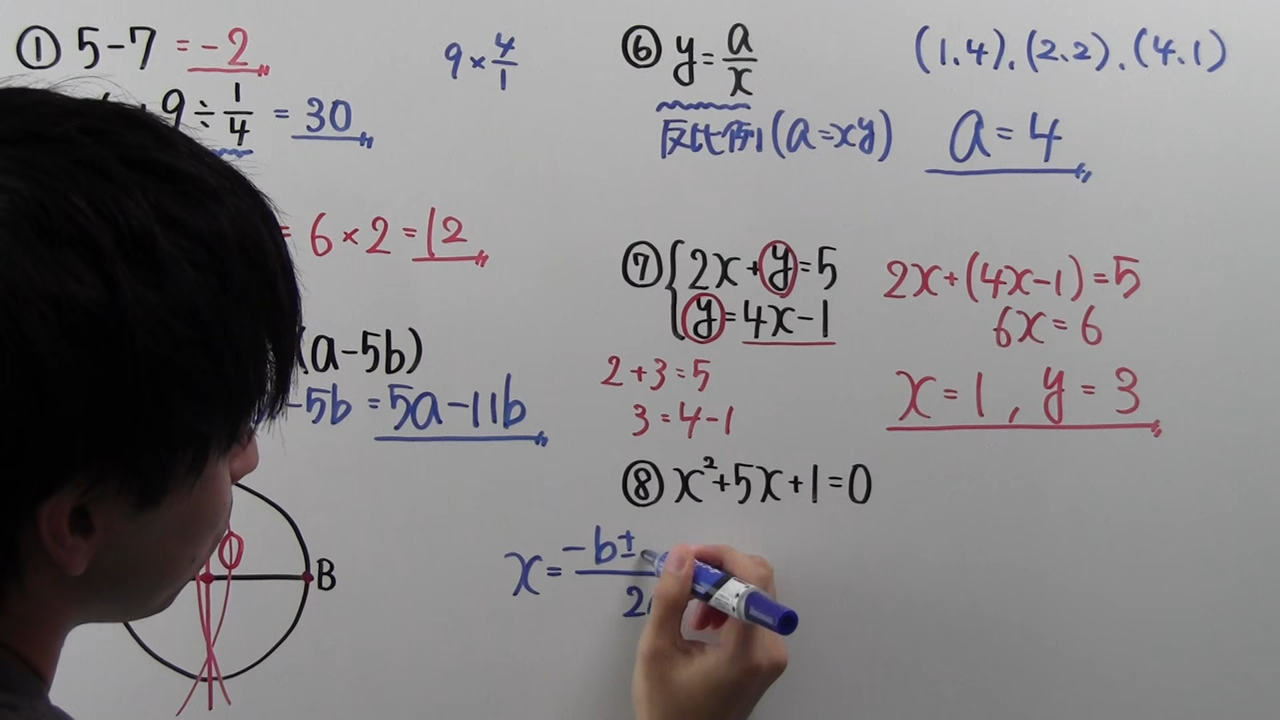 ① 5-7 = -2
9×4/1
9÷1/4 = 30
= 6×2 = 12
(a-5b)
-5b = 5a-11b
O
B
⑥ y=a/x
(1.4).(2.2).(4.1)
反比例(a=xy)
a=4
⑦ { 2x+y=5
y=4x-1
2x+(4x-1)=5
6x=6
2+3=5
3=4-1
x=1, y=3
⑧ x²+5x+1=0
x=-b±/2